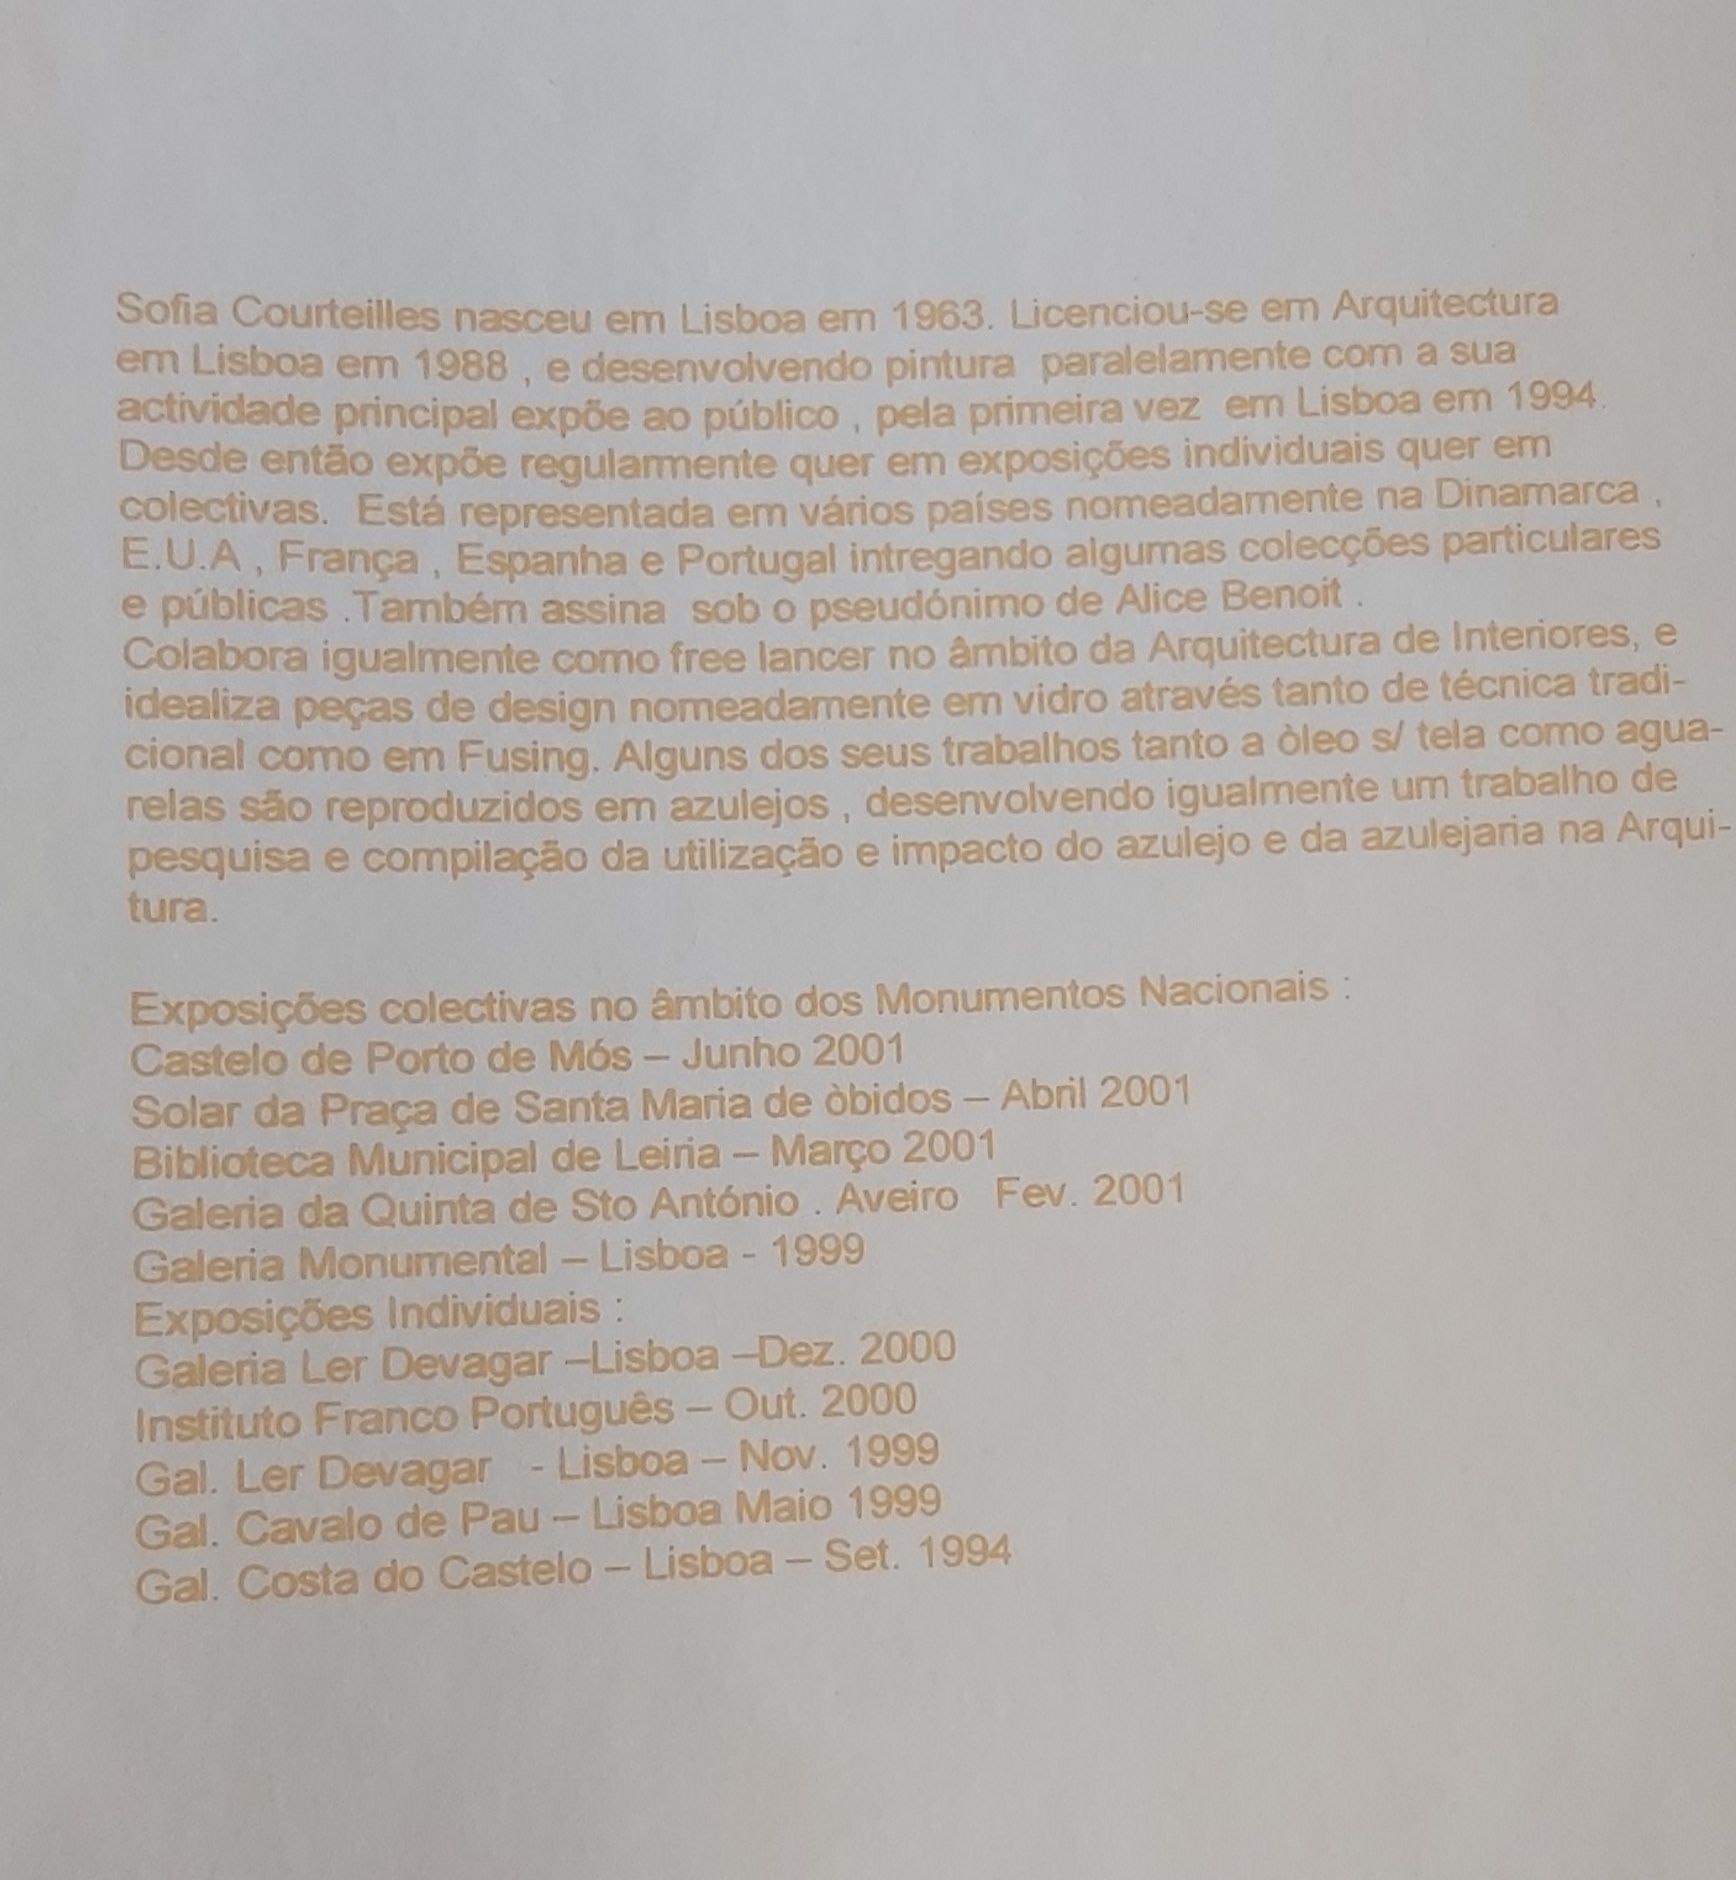 Sofia Courteilles nasceu em Lisboa em 1963. Licenciou-se em Arquitectura
em Lisboa em 1988 , e desenvolvendo pintura paralelamente com a sua
actividade principal expõe ao público , pela primeira vez em Lisboa em 1994.
Desde então expõe regularmente quer em exposições individuais quer em
colectivas. Está representada em vários países nomeadamente na Dinamarca ,
E.U.A , França , Espanha e Portugal intregando algumas colecções particulares
e públicas .Também assina sob o pseudónimo de Alice Benoit .
Colabora igualmente como free lancer no âmbito da Arquitectura de Interiores, e
idealiza peças de design nomeadamente em vidro através tanto de técnica tradi-
cional como em Fusing. Alguns dos seus trabalhos tanto a òleo s/ tela como agua-
relas são reproduzidos em azulejos , desenvolvendo igualmente um trabalho de
pesquisa e compilação da utilização e impacto do azulejo e da azulejaria na Arqui-
tura.
Exposições colectivas no âmbito dos Monumentos Nacionais :
Castelo de Porto de Mós – Junho 2001
Solar da Praça de Santa Maria de òbidos – Abril 2001
Biblioteca Municipal de Leiria – Março 2001
Galeria da Quinta de Sto António . Aveiro Fev. 2001
Galeria Monumental – Lisboa - 1999
Exposições Individuais :
Galeria Ler Devagar –Lisboa –Dez. 2000
Instituto Franco Português – Out. 2000
Gal. Ler Devagar - Lisboa – Nov. 1999
Gal. Cavalo de Pau – Lisboa Maio 1999
Gal. Costa do Castelo – Lisboa – Set. 1994